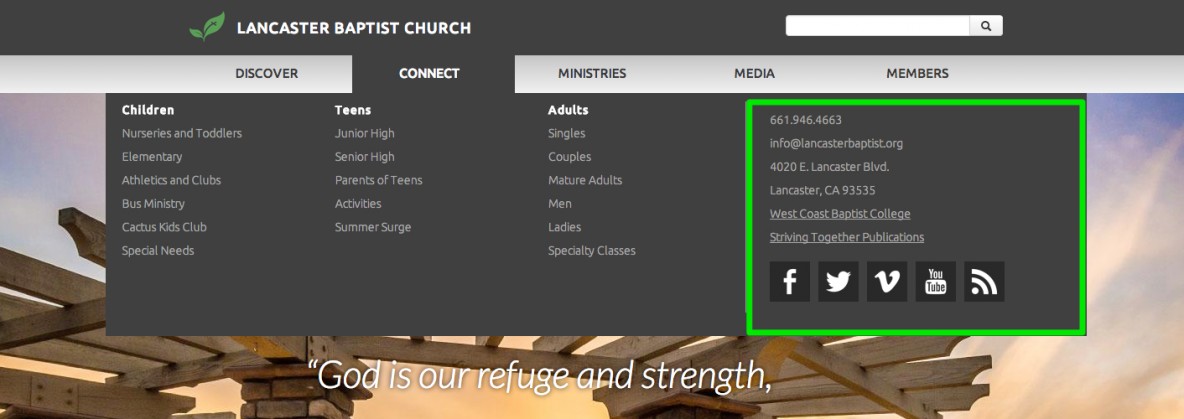 LANCASTER BAPTIST CHURCH
DISCOVER CONNECT MINISTRIES MEDIA MEMBERS
Children
Nurseries and Toddlers
Elementary
Athletics and Clubs
Bus Ministry
Cactus Kids Club
Special Needs
Teens
Junior High
Senior High
Parents of Teens
Activities
Summer Surge
Adults
Singles
Couples
Mature Adults
Men
Ladies
Specialty Classes
661.946.4663
info@lancasterbaptist.org
4020 E. Lancaster Blvd.
Lancaster, CA 93535
West Coast Baptist College
Striving Together Publications
You
Tube
“God is our refuge and strength,